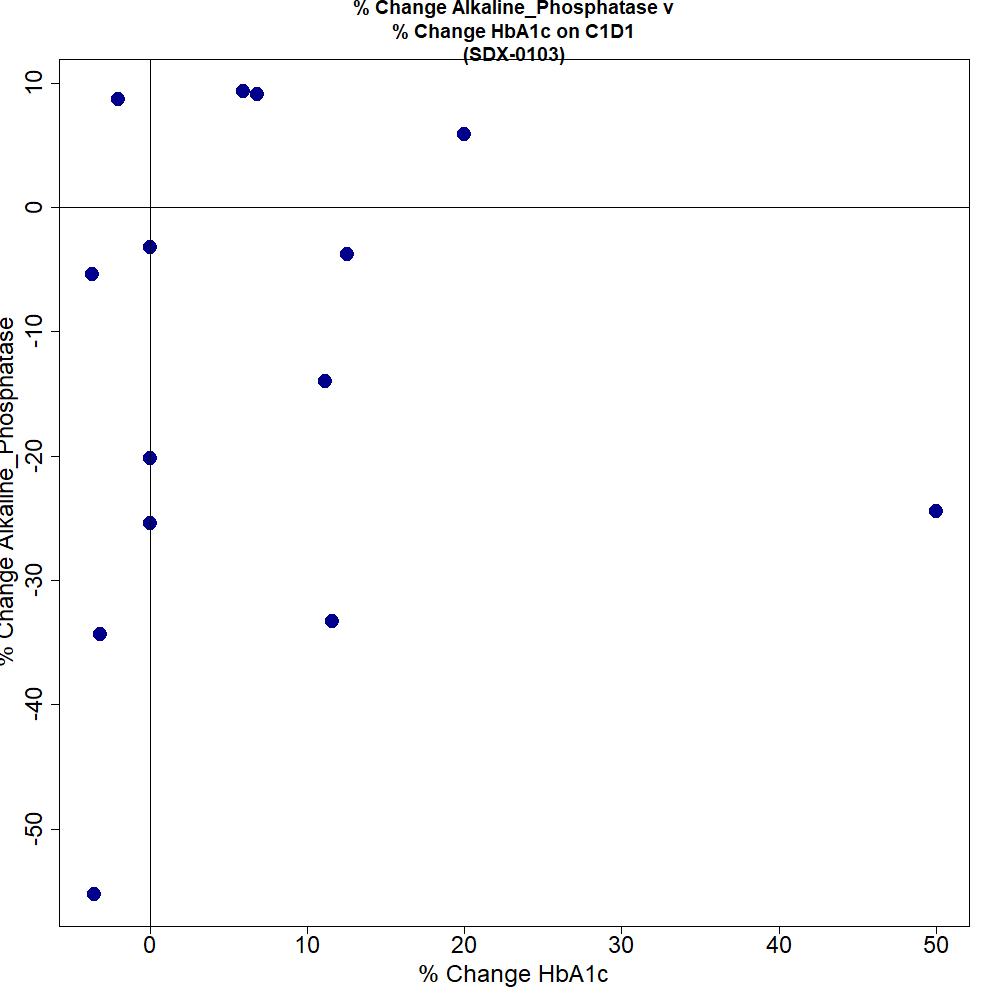 % Change Alkaline_Phosphatase v
% Change HbA1c on C1D1
(SDX-0103)
% Change Alkaline_Phosphatase
10
0
-10
-20
-30
-40
-50
0 10 20 30 40 50
% Change HbA1c